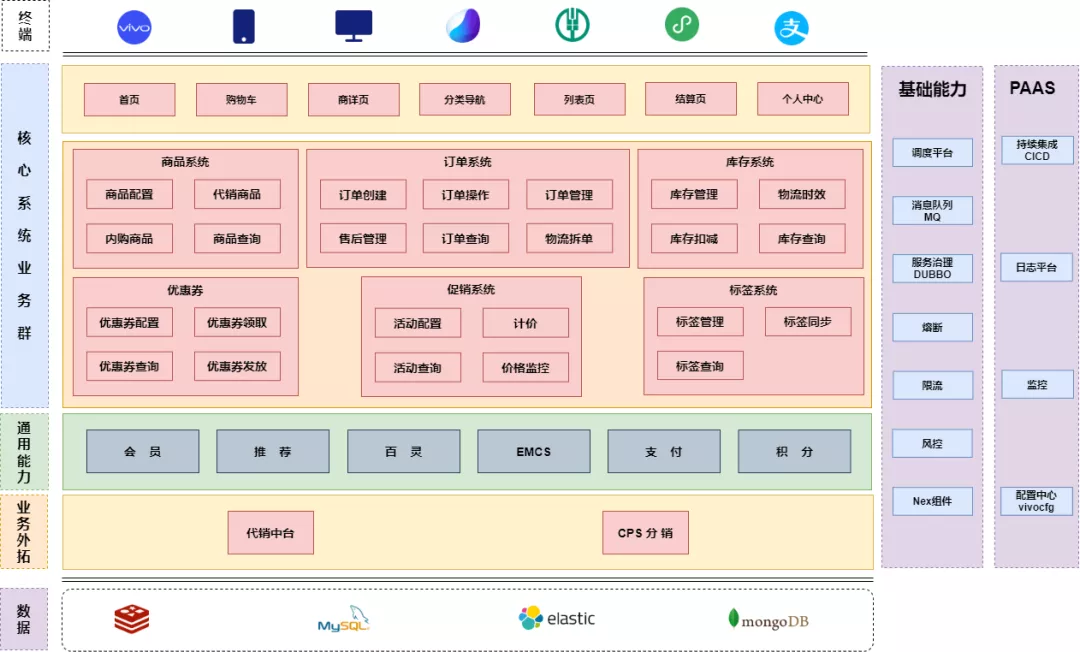 终端
vivo
核心系统业务群
首页
购物车
商详页
分类导航
列表页
结算页
个人中心
商品系统
商品配置
代销商品
内购商品
商品查询
订单系统
订单创建
订单操作
订单管理
售后管理
订单查询
物流拆单
库存系统
库存管理
物流时效
库存扣减
库存查询
优惠券
优惠券配置
优惠券领取
优惠券查询
优惠券发放
促销系统
活动配置
计价
活动查询
价格监控
标签系统
标签管理
标签同步
标签查询
通用能力
会 员
推 荐
百 灵
EMCS
支 付
积 分
业务外拓
代销中台
CPS 分 销
数据
MySQL
elastic
mongoDB
基础能力
调度平台
消息队列
MQ
服务治理
DUBBO
熔断
限流
风控
Nex组件
PAAS
持续集成
CICD
日志平台
监控
配置中心
vivocfg